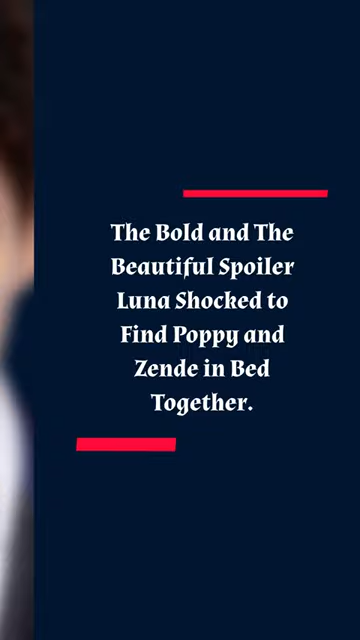 The Bold and The
Beautiful Spoiler
Luna Shocked to
Find Poppy and
Zende in Bed
Together.